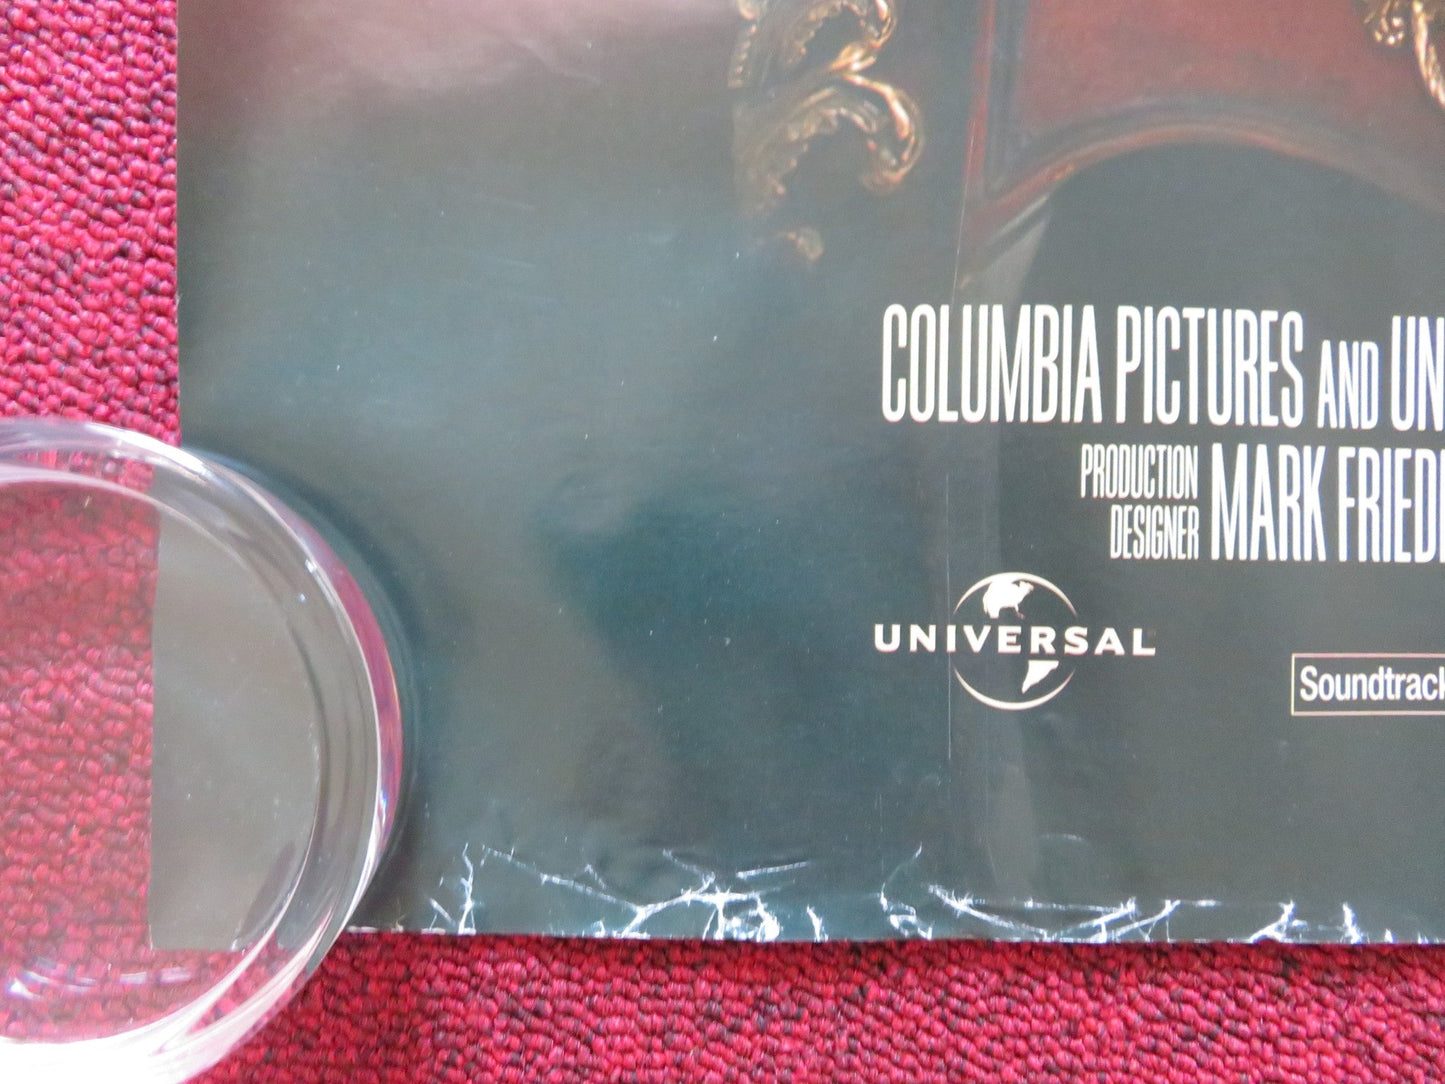 COLUMBIA PICTURES AND UN
PRODUCTION DESIGNER MARK FRIED
UNIVERSAL
Soundtrack